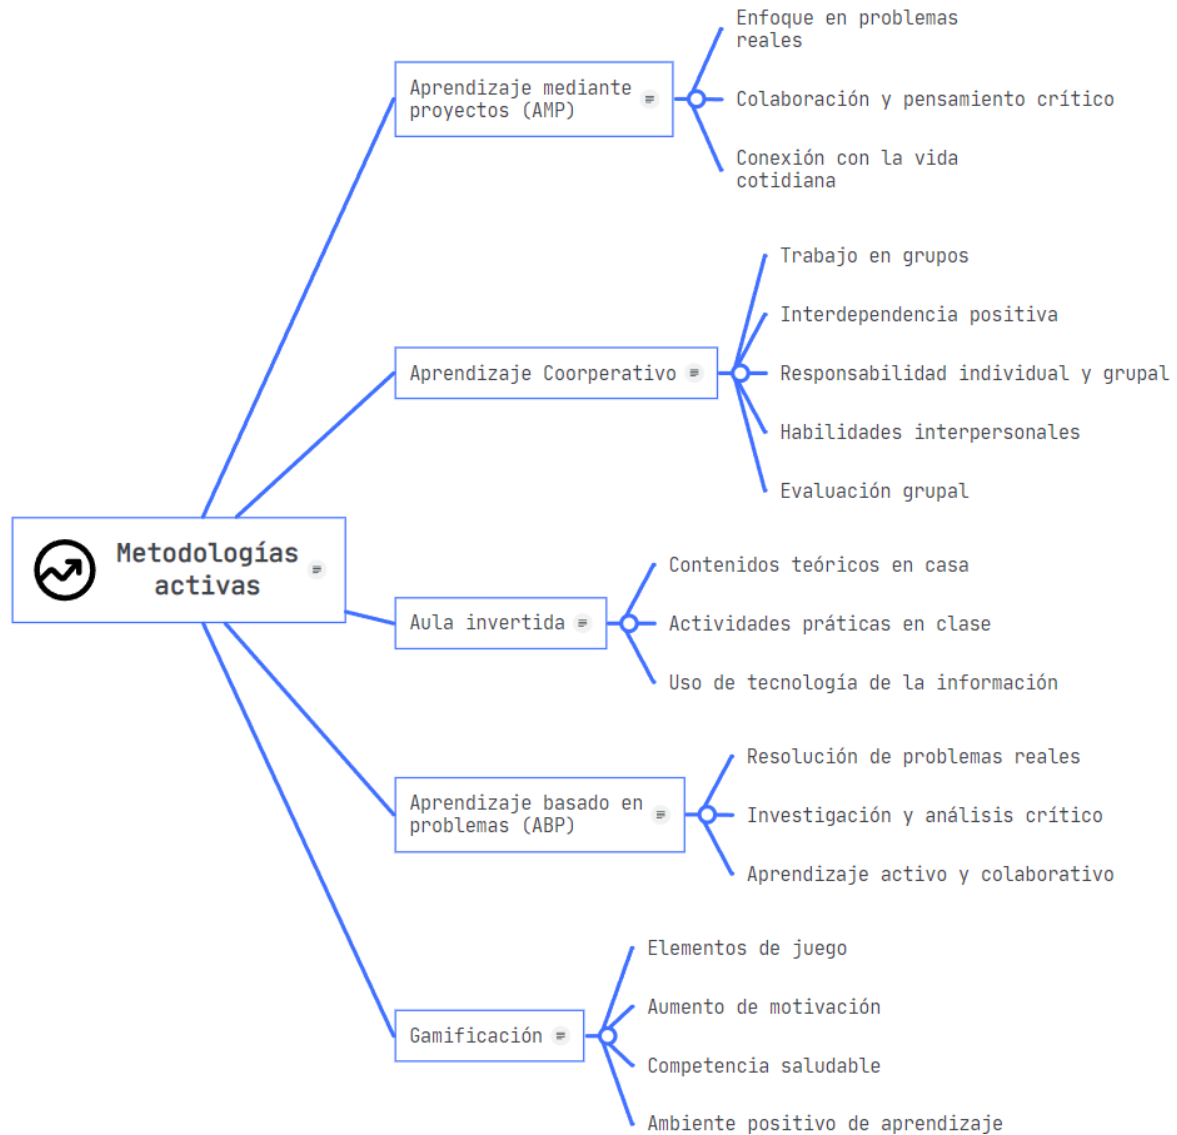 Metodologías
activas
Aprendizaje mediante
proyectos (AMP)
Enfoque en problemas
reales
Colaboración y pensamiento crítico
Conexión con la vida
cotidiana
Aprendizaje Coorperativo
Trabajo en grupos
Interdependencia positiva
Responsabilidad individual y grupal
Habilidades interpersonales
Evaluación grupal
Aula invertida
Contenidos teóricos en casa
Actividades práticas en clase
Uso de tecnología de la información
Aprendizaje basado en
problemas (ABP)
Resolución de problemas reales
Investigación y análisis crítico
Aprendizaje activo y colaborativo
Gamificación
Elementos de juego
Aumento de motivación
Competencia saludable
Ambiente positivo de aprendizaje